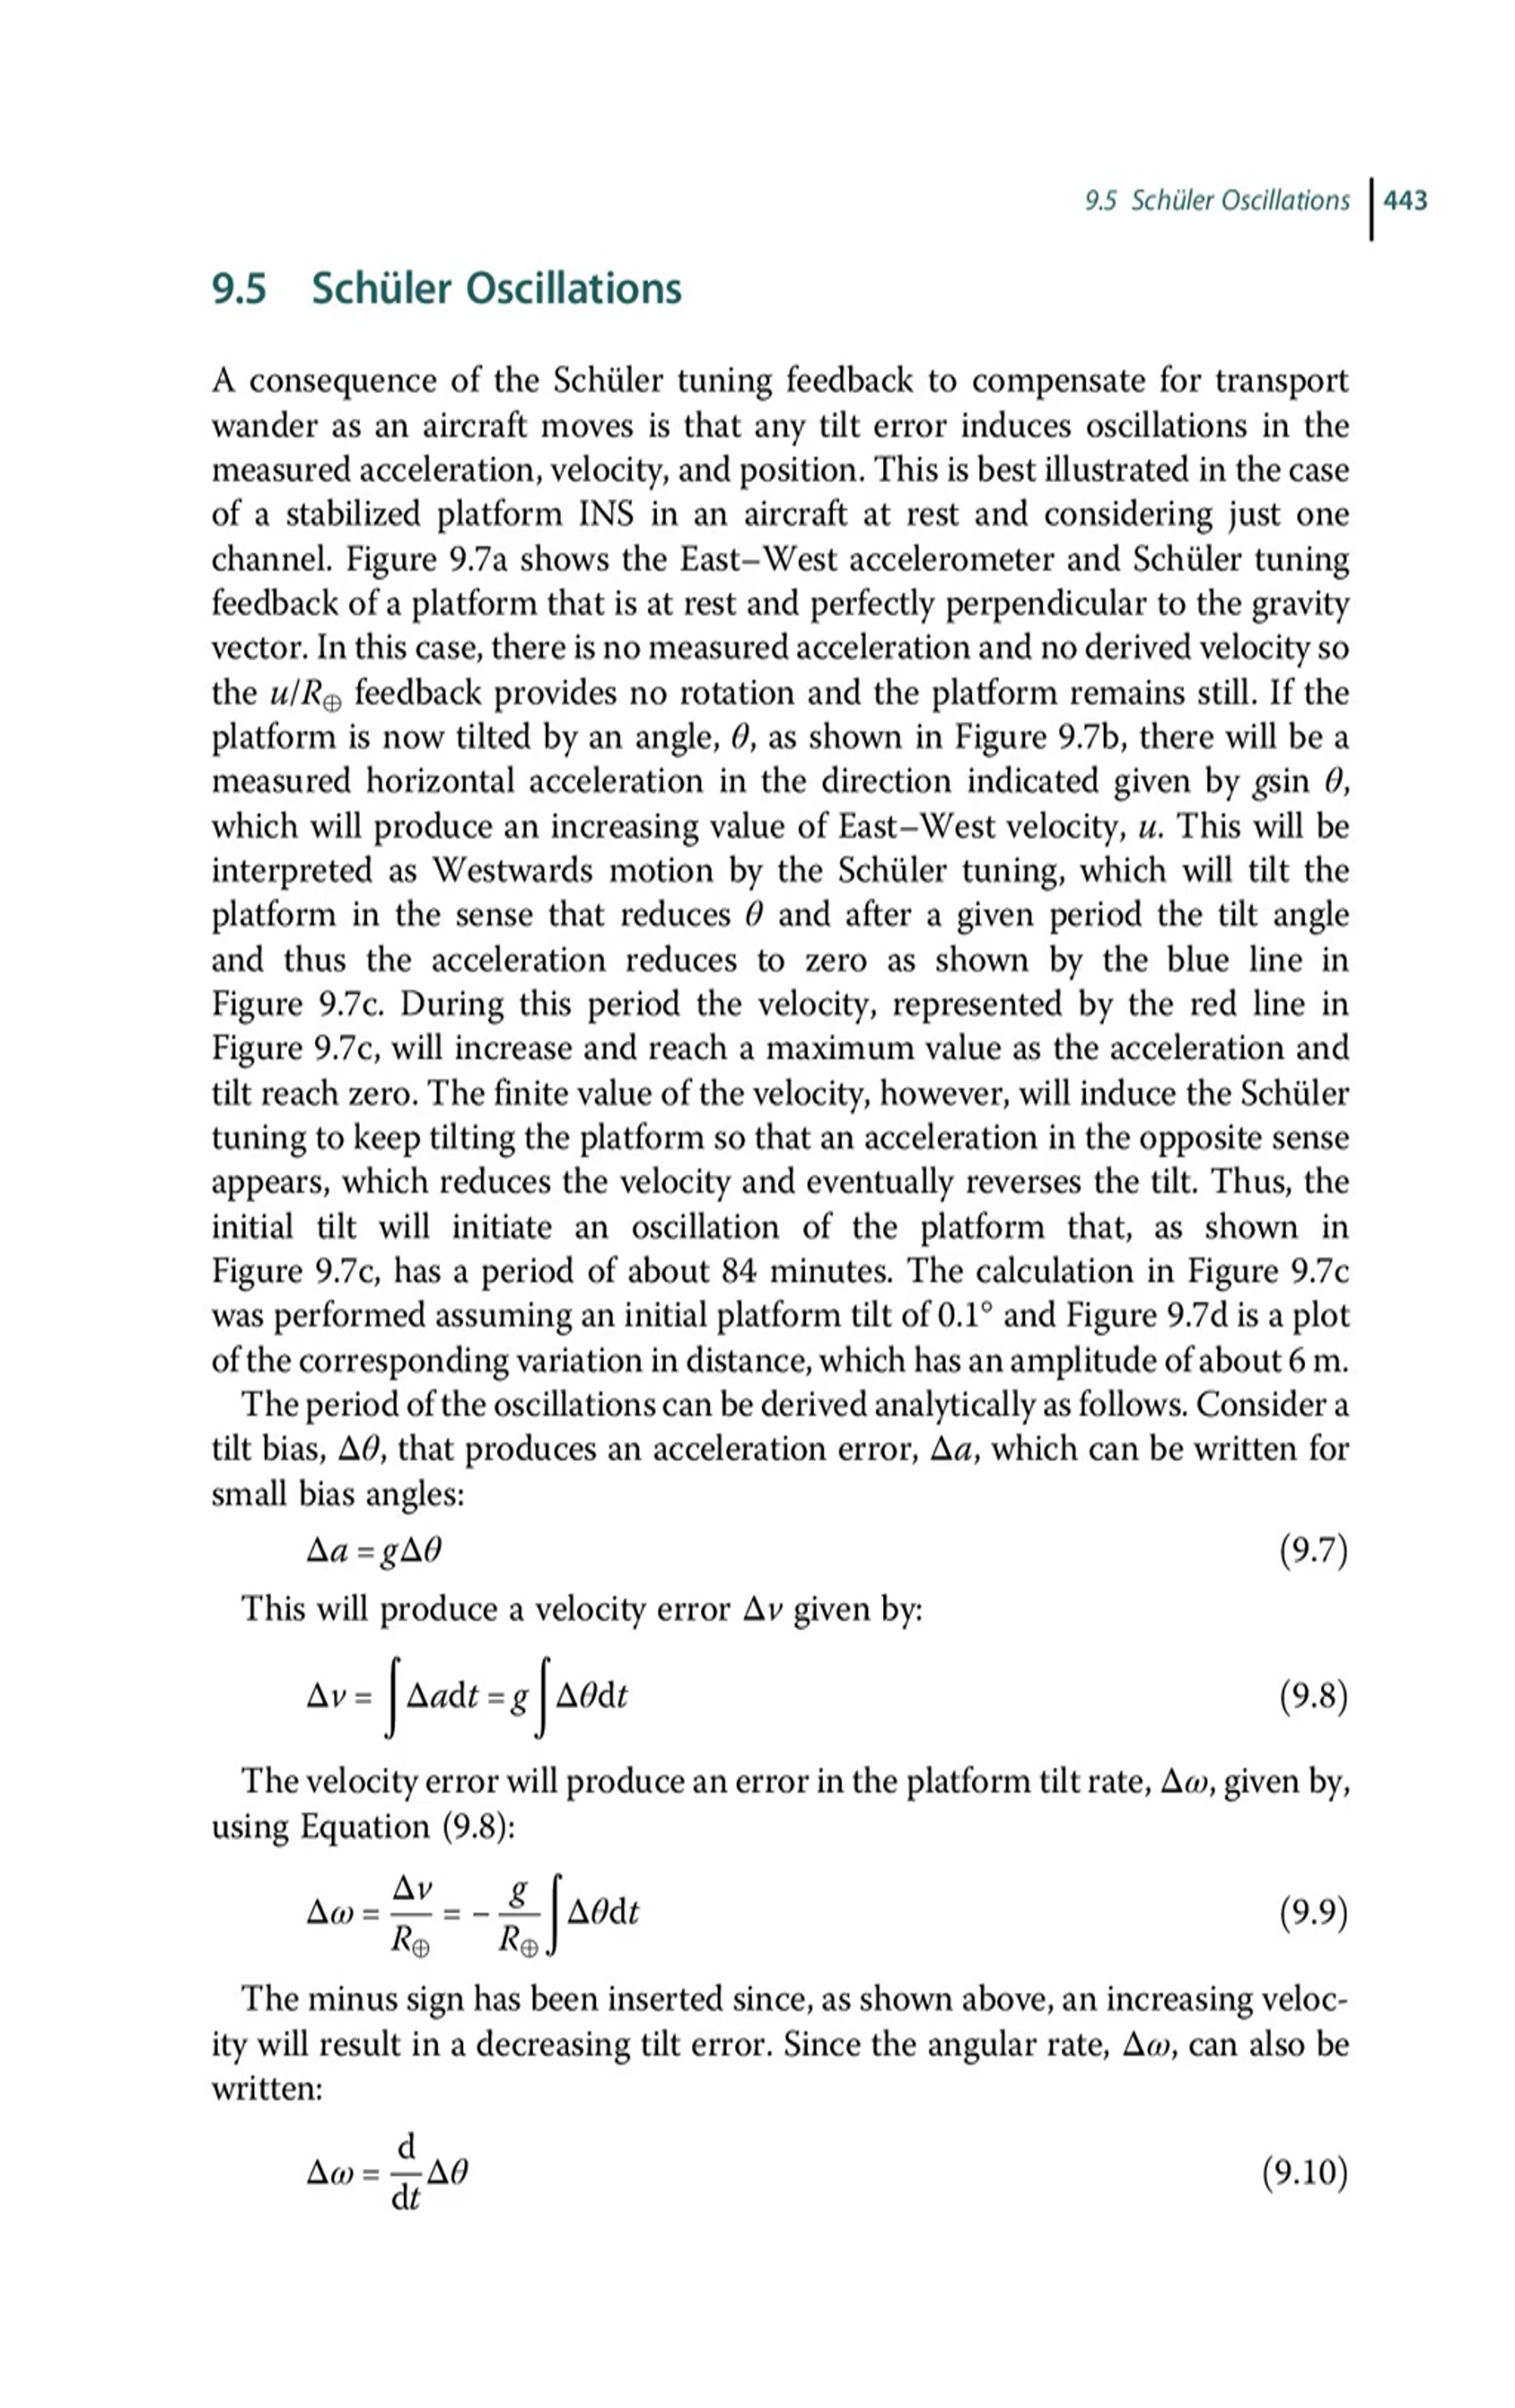 9.5 Schüler Oscillations 443
9.5 Schüler Oscillations
A consequence of the Schüler tuning feedback to compensate for transport
wander as an aircraft moves is that any tilt error induces oscillations in the
measured acceleration, velocity, and position. This is best illustrated in the case
of a stabilized platform INS in an aircraft at rest and considering just one
channel. Figure 9.7a shows the East–West accelerometer and Schüler tuning
feedback of a platform that is at rest and perfectly perpendicular to the gravity
vector. In this case, there is no measured acceleration and no derived velocity so
the u/R⊕ feedback provides no rotation and the platform remains still. If the
platform is now tilted by an angle, θ, as shown in Figure 9.7b, there will be a
measured horizontal acceleration in the direction indicated given by gsin θ,
which will produce an increasing value of East–West velocity, u. This will be
interpreted as Westwards motion by the Schüler tuning, which will tilt the
platform in the sense that reduces θ and after a given period the tilt angle
and thus the acceleration reduces to zero as shown by the blue line in
Figure 9.7c. During this period the velocity, represented by the red line in
Figure 9.7c, will increase and reach a maximum value as the acceleration and
tilt reach zero. The finite value of the velocity, however, will induce the Schüler
tuning to keep tilting the platform so that an acceleration in the opposite sense
appears, which reduces the velocity and eventually reverses the tilt. Thus, the
initial tilt will initiate an oscillation of the platform that, as shown in
Figure 9.7c, has a period of about 84 minutes. The calculation in Figure 9.7c
was performed assuming an initial platform tilt of 0.1° and Figure 9.7d is a plot
of the corresponding variation in distance, which has an amplitude of about 6 m.
The period of the oscillations can be derived analytically as follows. Consider a
tilt bias, Δθ, that produces an acceleration error, Δa, which can be written for
small bias angles:
Δa = gΔθ (9.7)
This will produce a velocity error Δv given by:
Δv = ∫Δadt = g∫Δθdt (9.8)
The velocity error will produce an error in the platform tilt rate, Δω, given by,
using Equation (9.8):
Δω = Δv/R⊕ = − g/R⊕ ∫Δθdt (9.9)
The minus sign has been inserted since, as shown above, an increasing veloc-
ity will result in a decreasing tilt error. Since the angular rate, Δω, can also be
written:
Δω = d/dt Δθ (9.10)